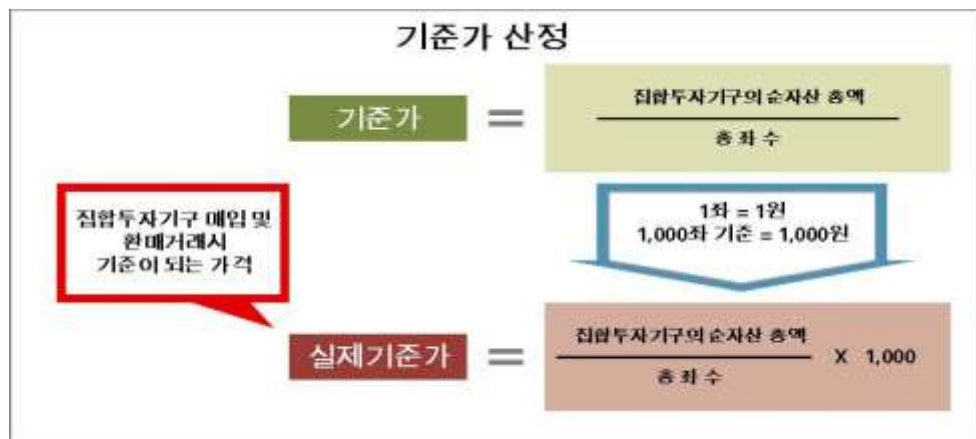 기준가 산정
기준가 = 집합투자기구의 순자산 총액
총 좌 수
집합투자기구 매입 및
환매거래시
기준이 되는 가격
1좌 = 1원
1,000좌 기준 = 1,000원
실제기준가 = 집합투자기구의 순자산 총액
총 좌 수
X 1,000